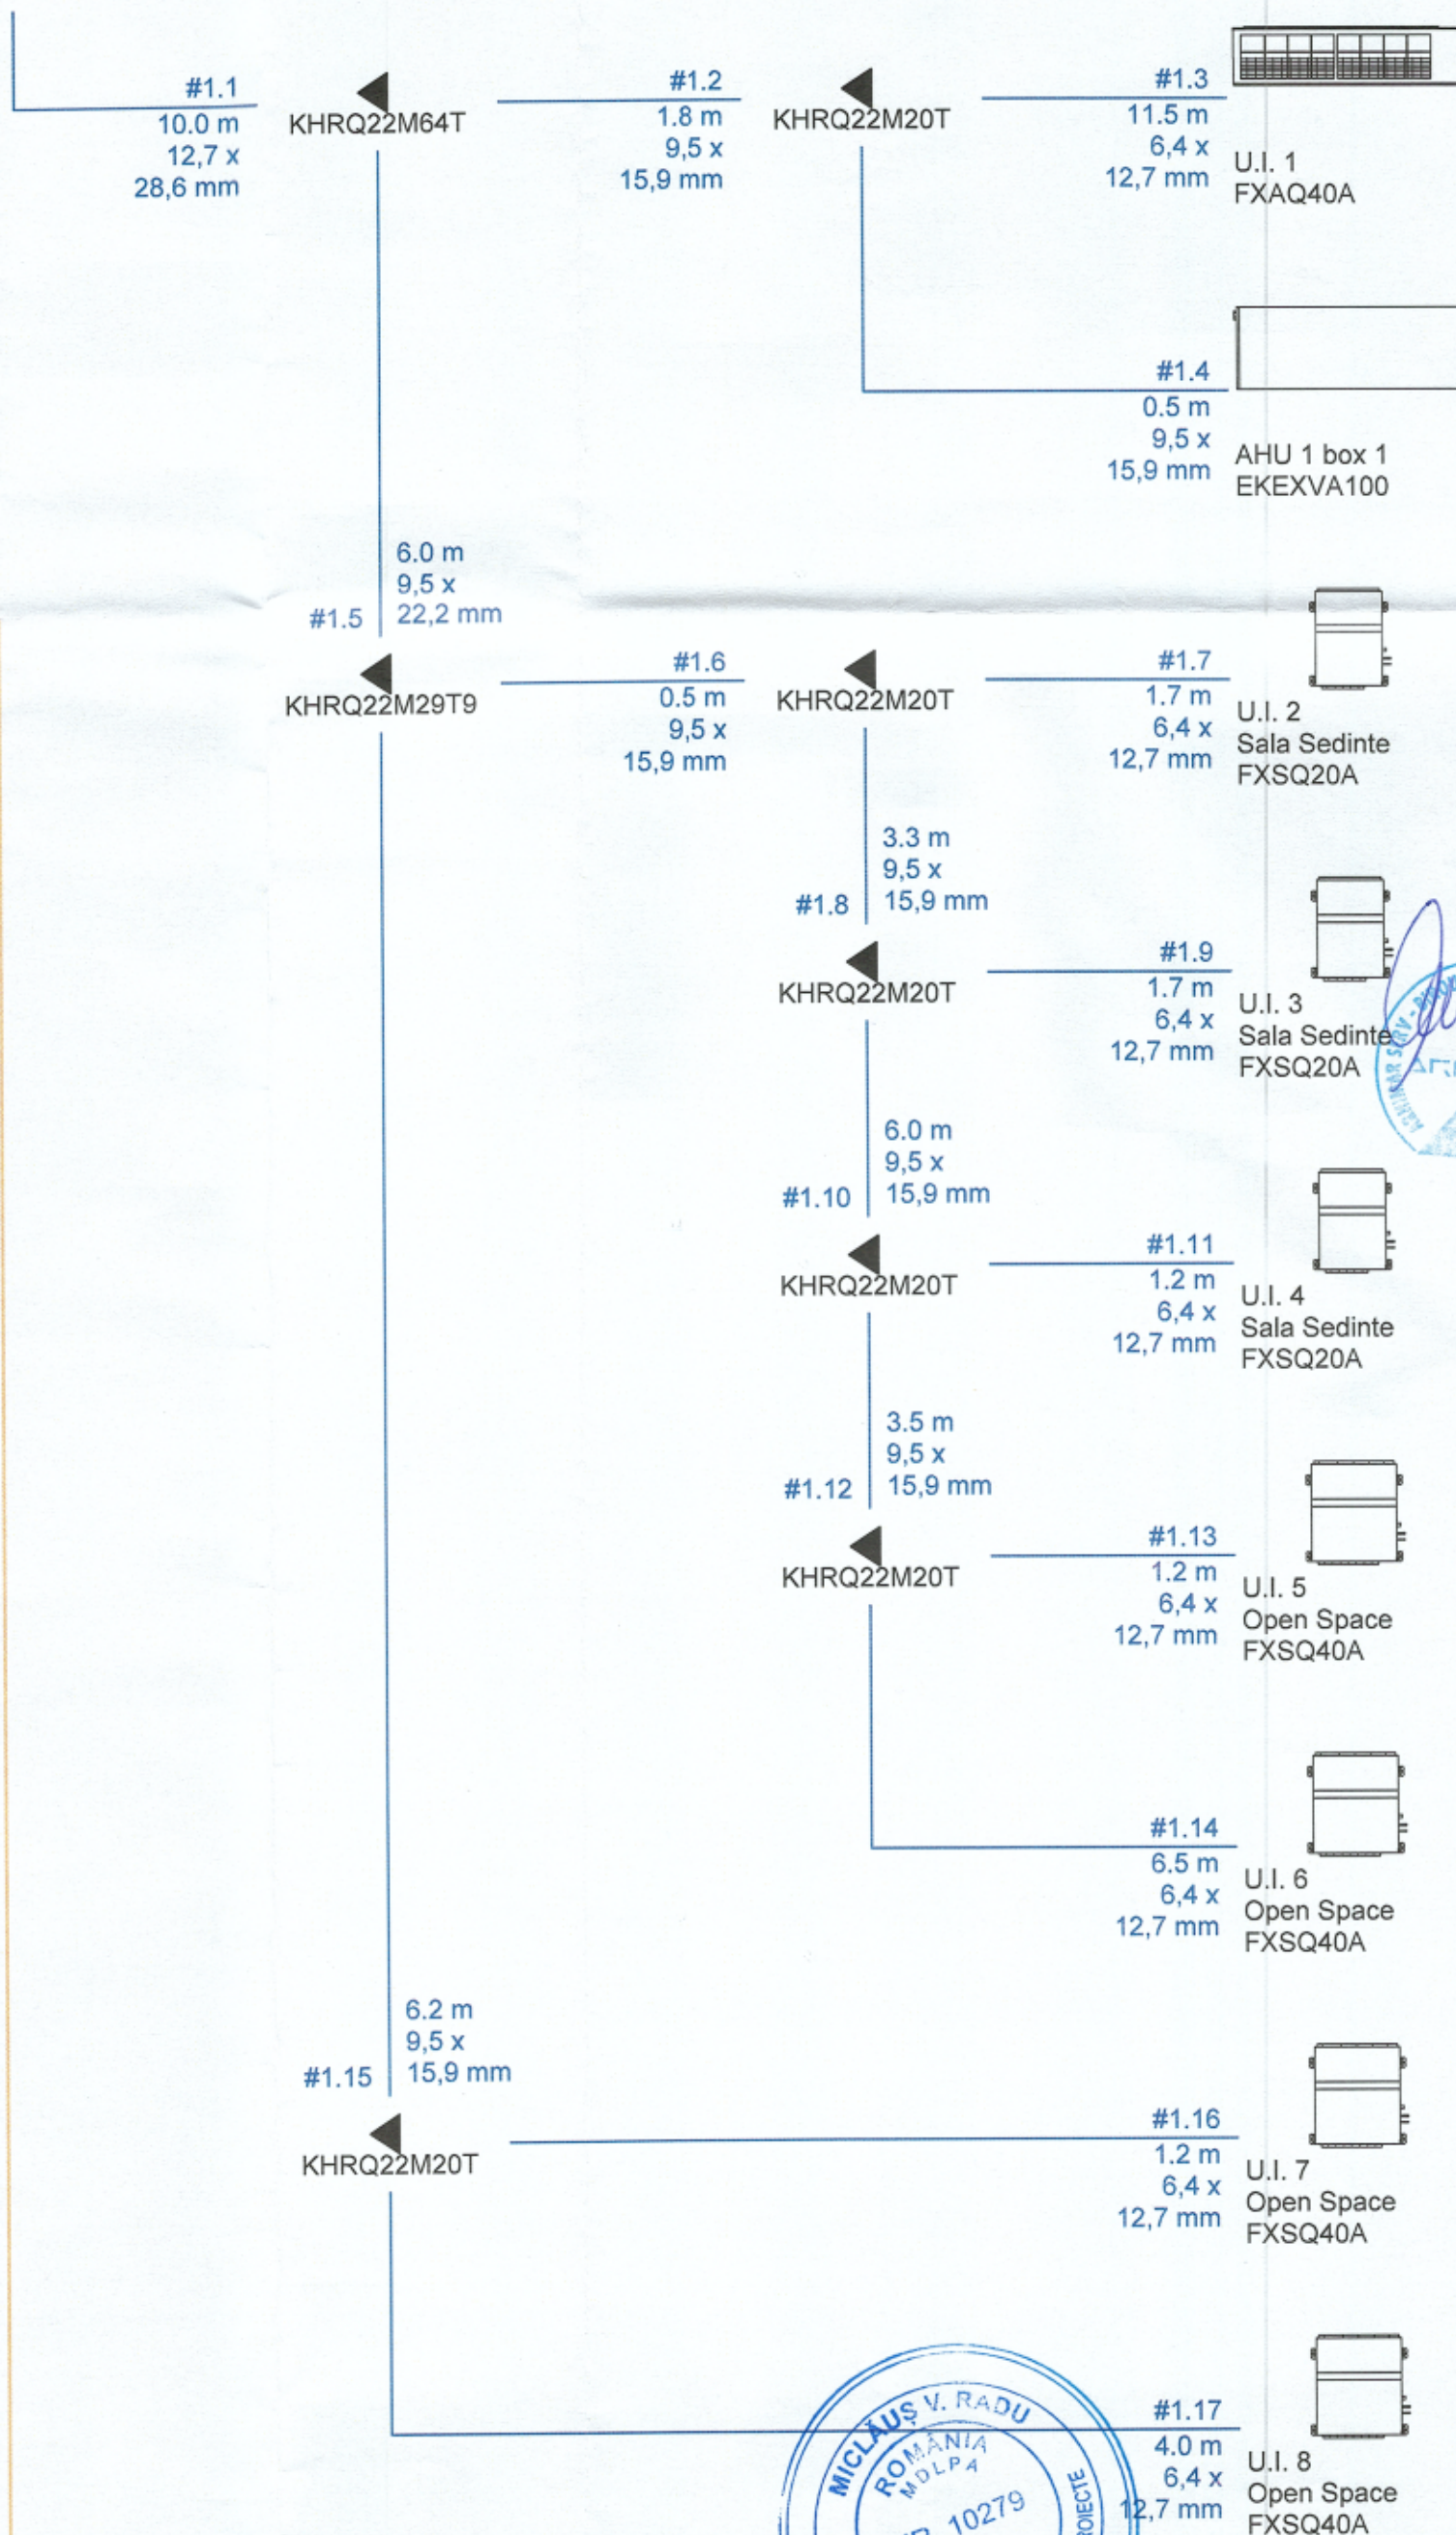 #1.1
10.0 m
12,7 x
28,6 mm
KHRQ22M64T
#1.2
1.8 m
9,5 x
15,9 mm
KHRQ22M20T
#1.3
11.5 m
6,4 x
12,7 mm
U.I. 1
FXAQ40A
#1.4
0.5 m
9,5 x
15,9 mm
AHU 1 box 1
EKEXVA100
6.0 m
9,5 x
22,2 mm
#1.5
KHRQ22M29T9
#1.6
0.5 m
9,5 x
15,9 mm
KHRQ22M20T
#1.7
1.7 m
6,4 x
12,7 mm
U.I. 2
Sala Sedinte
FXSQ20A
3.3 m
9,5 x
15,9 mm
#1.8
KHRQ22M20T
#1.9
1.7 m
6,4 x
12,7 mm
U.I. 3
Sala Sedinte
FXSQ20A
6.0 m
9,5 x
15,9 mm
#1.10
KHRQ22M20T
#1.11
1.2 m
6,4 x
12,7 mm
U.I. 4
Sala Sedinte
FXSQ20A
3.5 m
9,5 x
15,9 mm
#1.12
KHRQ22M20T
#1.13
1.2 m
6,4 x
12,7 mm
U.I. 5
Open Space
FXSQ40A
#1.14
6.5 m
6,4 x
12,7 mm
U.I. 6
Open Space
FXSQ40A
6.2 m
9,5 x
15,9 mm
#1.15
KHRQ22M20T
#1.16
1.2 m
6,4 x
12,7 mm
U.I. 7
Open Space
FXSQ40A
#1.17
4.0 m
6,4 x
12,7 mm
U.I. 8
Open Space
FXSQ40A
MICLĂUȘ V. RADU
ROMÂNIA
MDLPA
10279